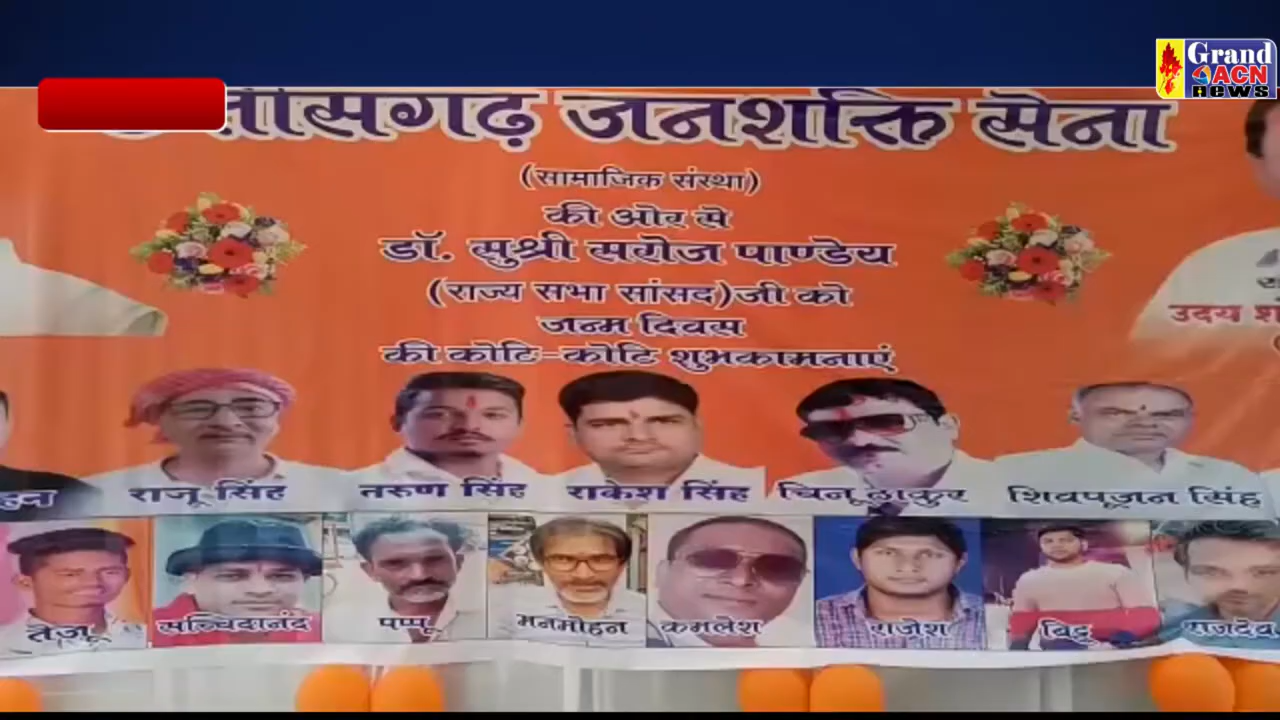 Grand
ACN
news
जनशक्ति सेना
(सामाजिक संस्था)
की ओर से
डॉ. सुश्री सरोज पाण्डेय
(राज्य सभा सांसद)जी को
जन्म दिवस
की कोटि-कोटि शुभकामनाएं
उदय
राजू सिंह तरुण सिंह राकेश सिंह चिनू ठाकुर शिवपूजन सिंह
तेजू सच्चिदानंद पप्पू मनमोहन कमलेश राजेश बिट्टू राजदेव